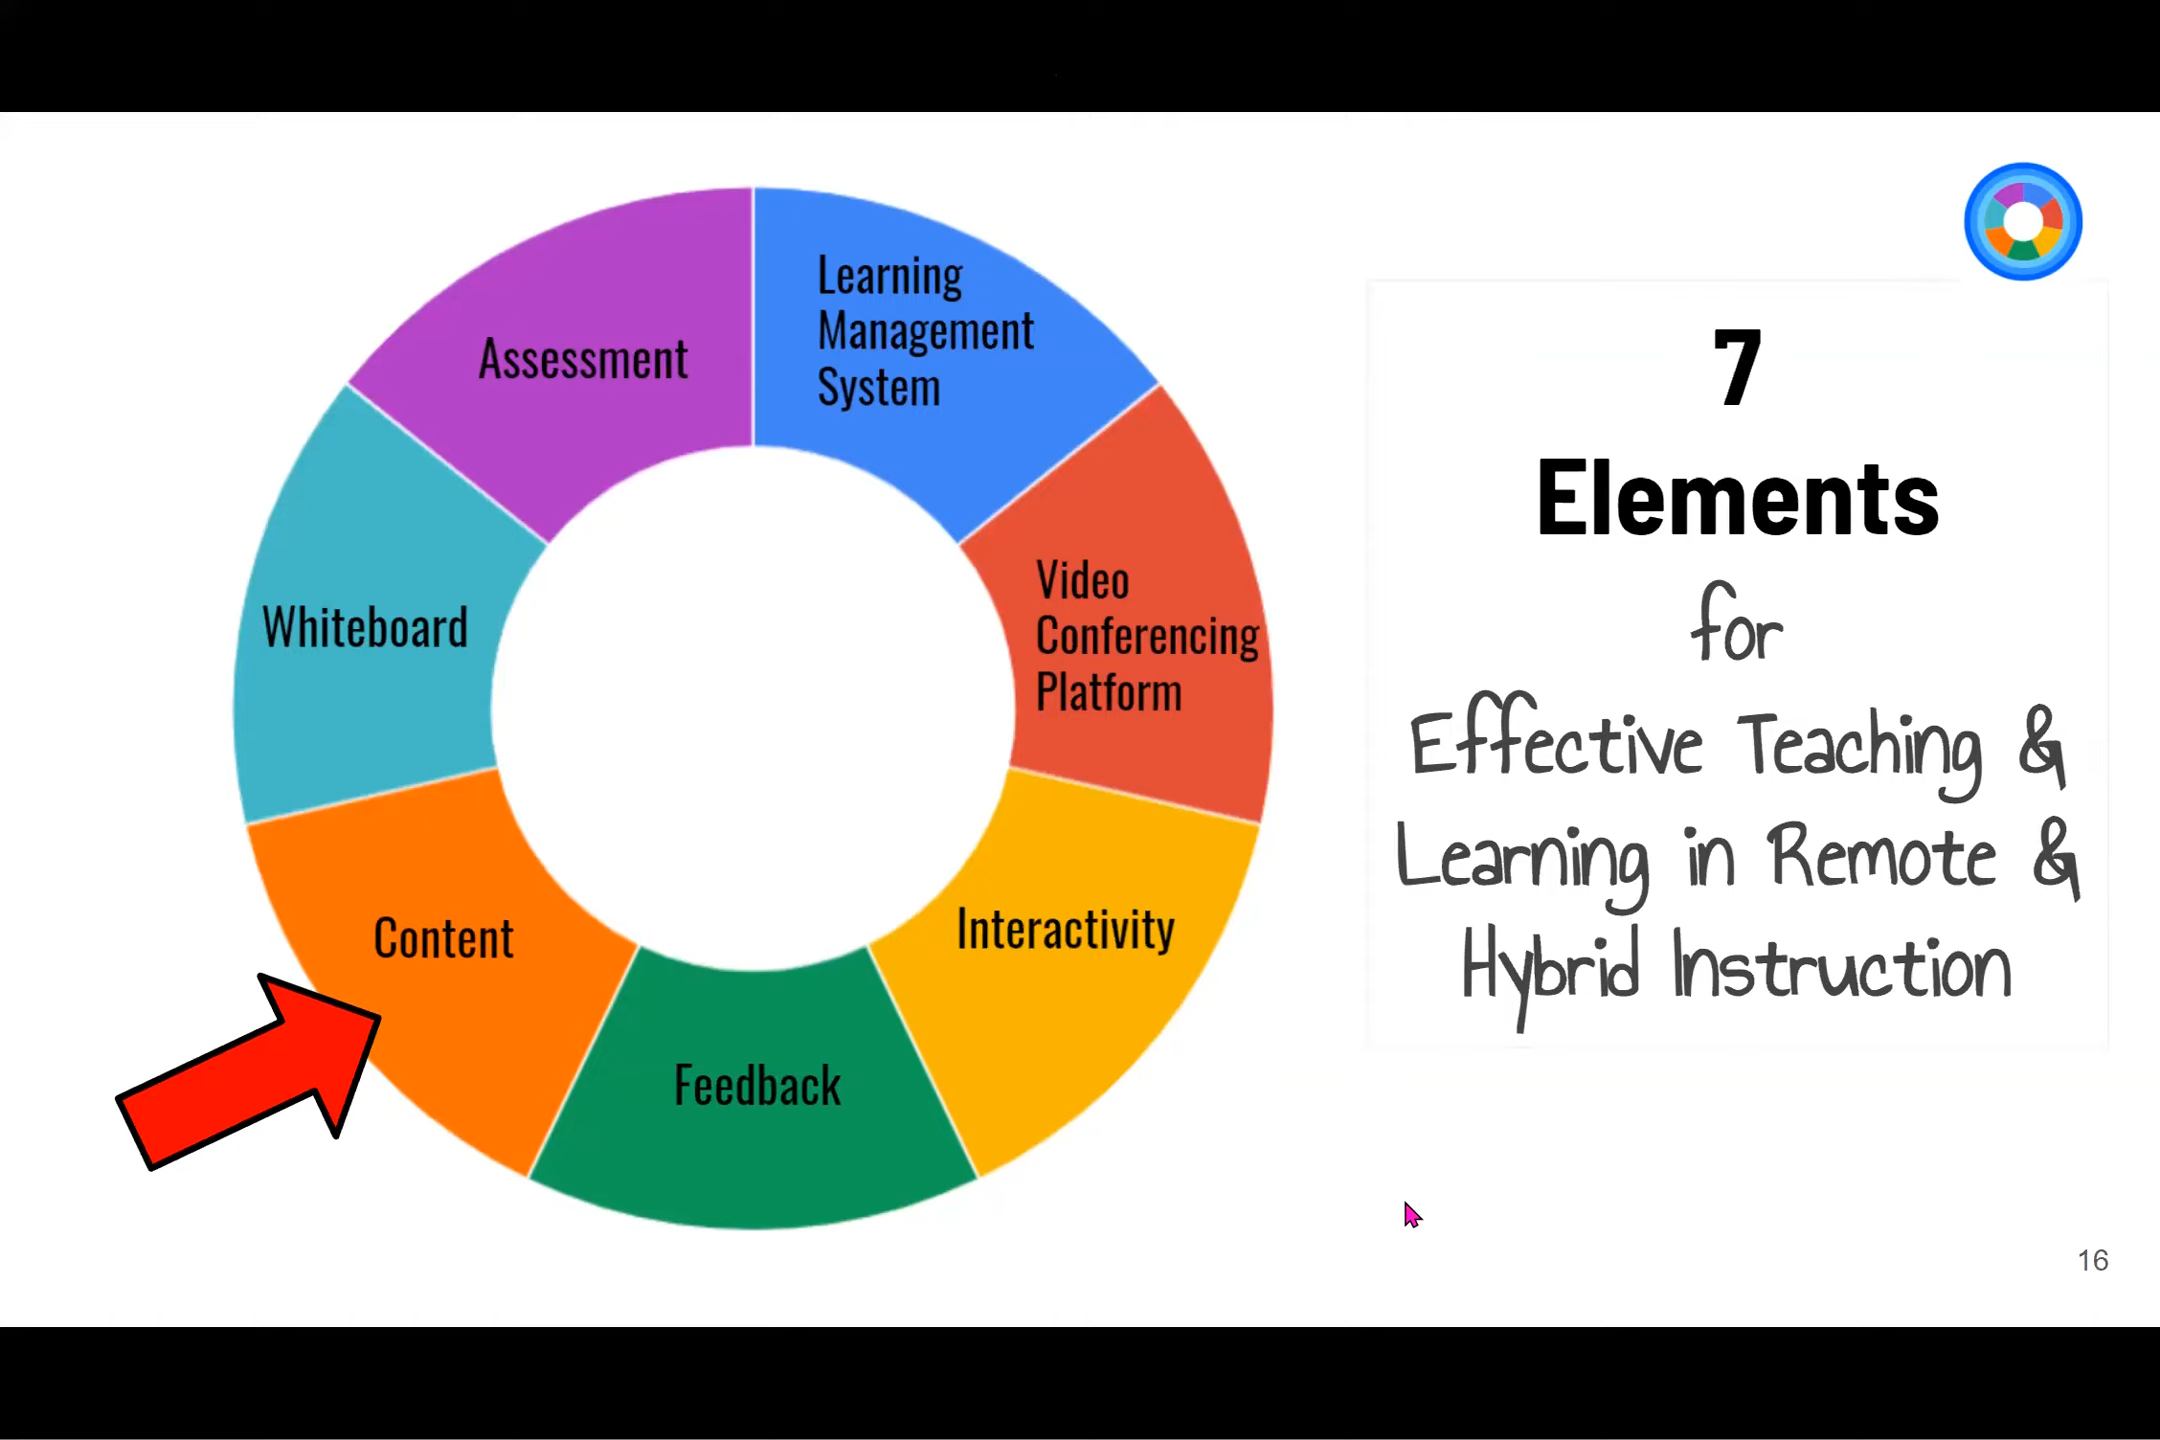 Assessment
Learning
Management
System
Whiteboard
Video
Conferencing
Platform
Content
Interactivity
Feedback
7
Elements
for
Effective Teaching &
Learning in Remote &
Hybrid Instruction
16